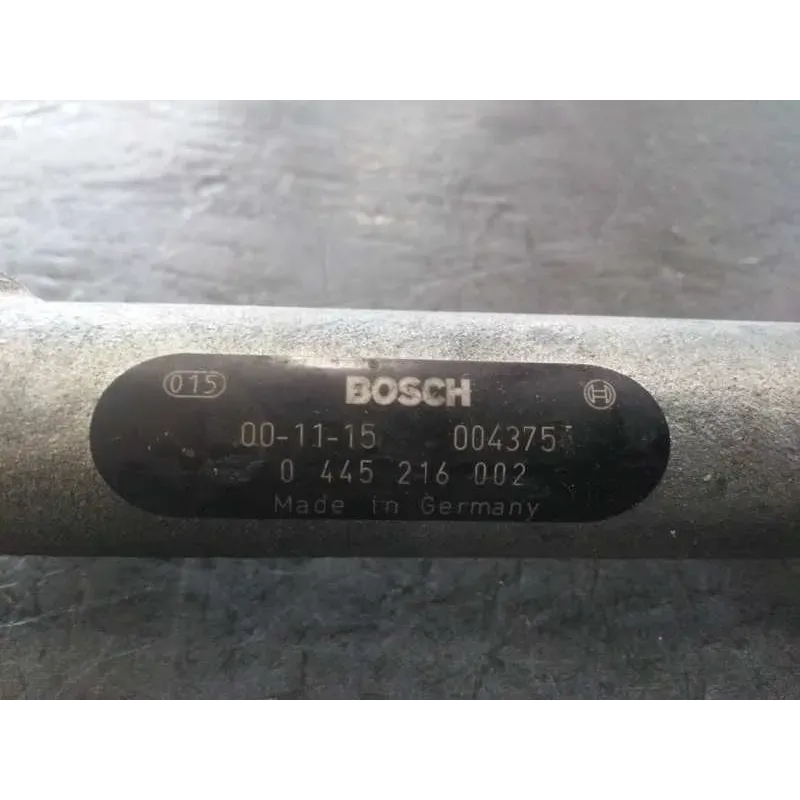 015 BOSCH
00-11-15 004375
0 445 216 002
Made in Germany